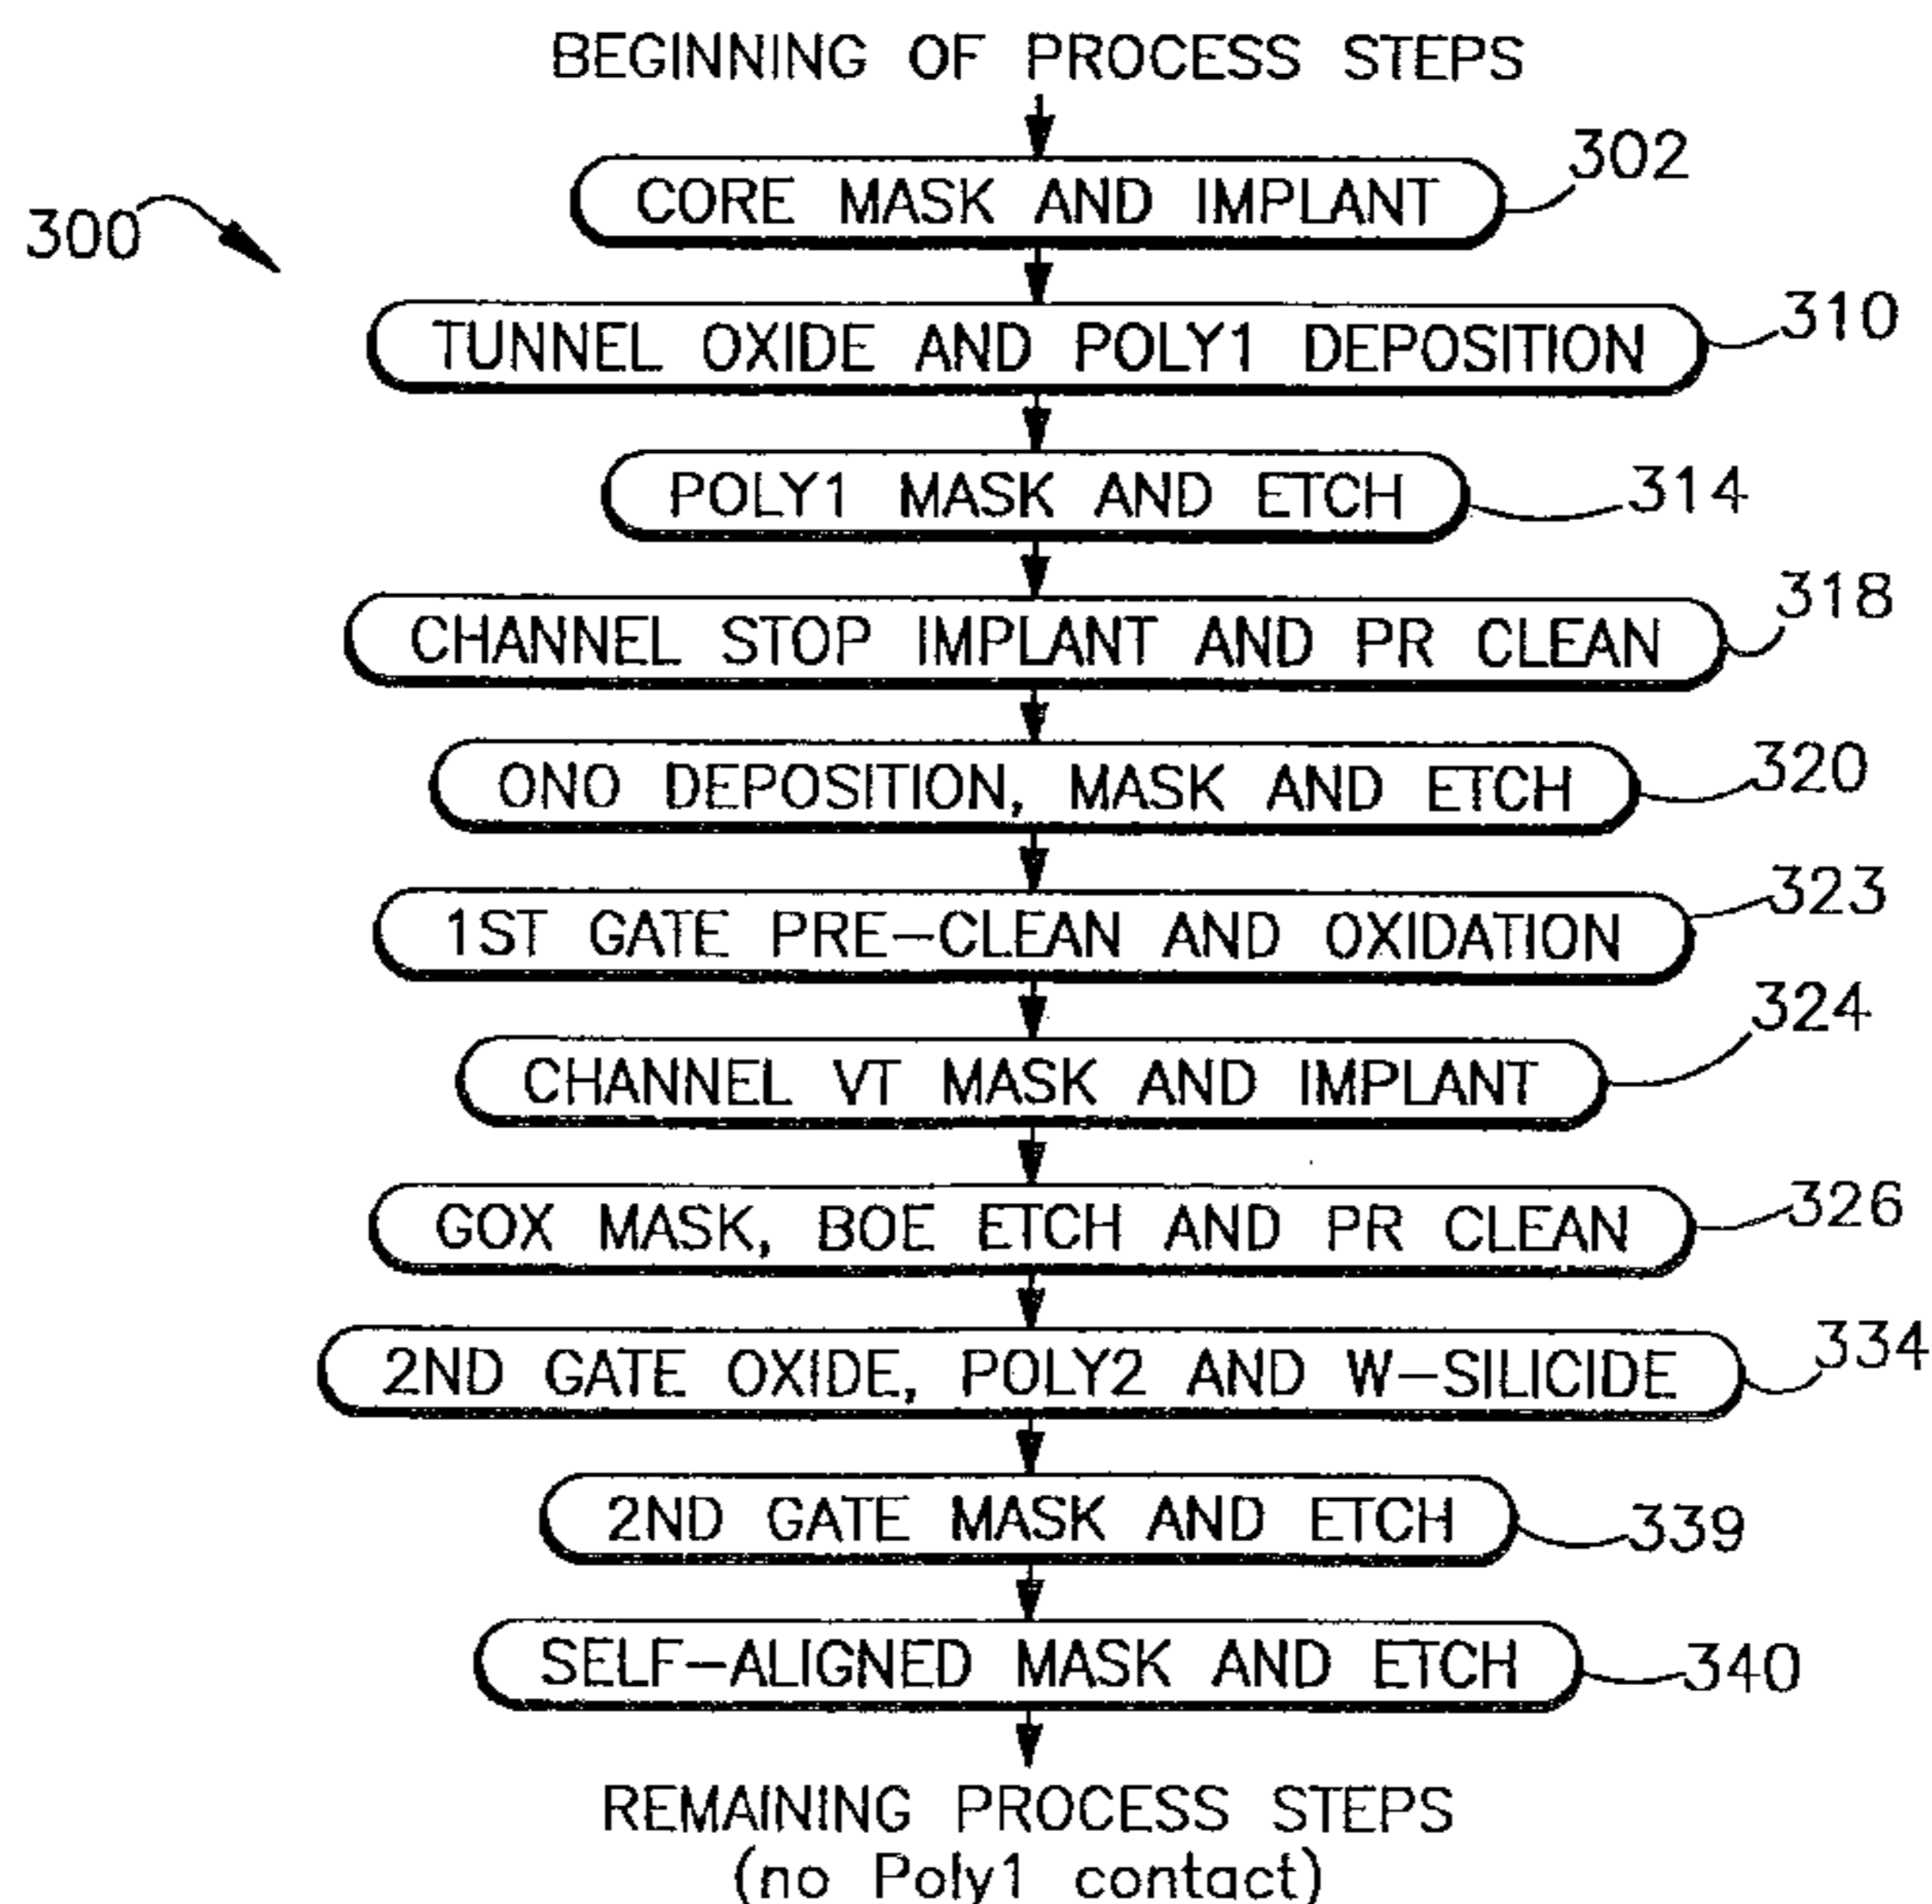 BEGINNING OF PROCESS STEPS
302
CORE MASK AND IMPLANT
300
310
TUNNEL OXIDE AND POLY1 DEPOSITION
POLY1 MASK AND ETCH
314
318
CHANNEL STOP IMPLANT AND PR CLEAN
320
ONO DEPOSITION, MASK AND ETCH
323
1ST GATE PRE-CLEAN AND OXIDATION
324
CHANNEL VT MASK AND IMPLANT
326
GOX MASK, BOE ETCH AND PR CLEAN
334
2ND GATE OXIDE, POLY2 AND W-SILICIDE
2ND GATE MASK AND ETCH
339
SELF-ALIGNED MASK AND ETCH
340
REMAINING PROCESS STEPS
(no Poly1 contact)